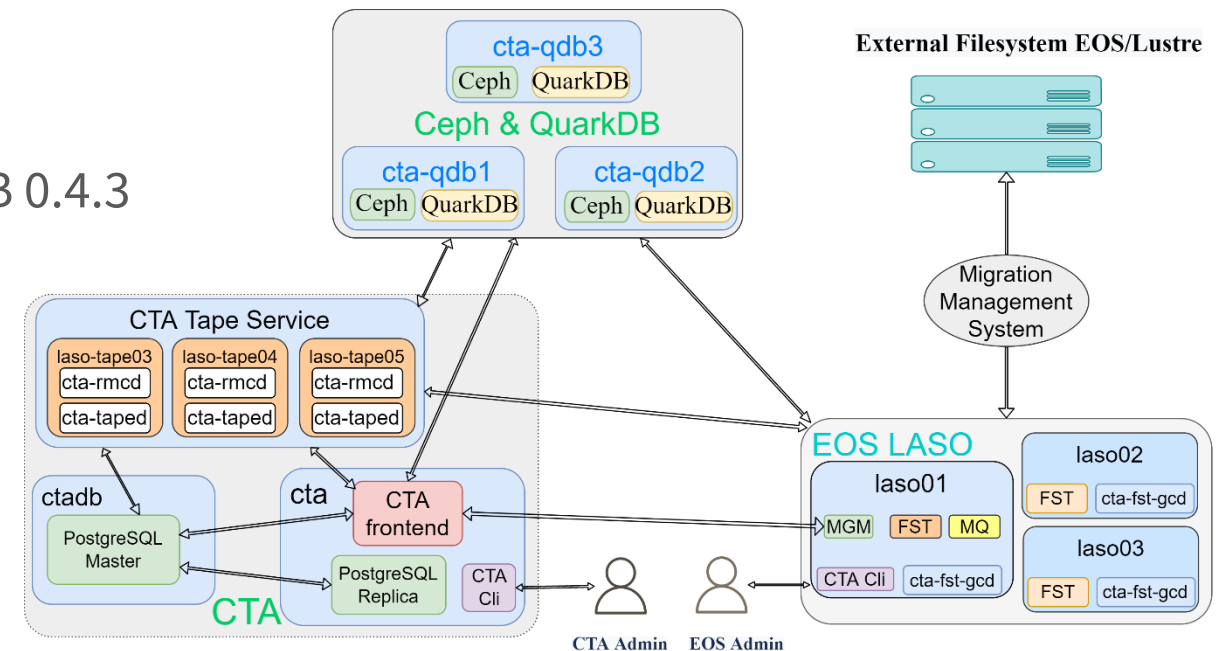 cta-qdb3
Ceph QuarkDB
External Filesystem EOS/Lustre
Ceph & QuarkDB
cta-qdb1
Ceph QuarkDB
cta-qdb2
Ceph QuarkDB
0.4.3
Migration
Management
System
CTA Tape Service
laso-tape03
cta-rmcd
cta-taped
laso-tape04
cta-rmcd
cta-taped
laso-tape05
cta-rmcd
cta-taped
ctadb
PostgreSQL
Master
cta
CTA
frontend
PostgreSQL
Replica
CTA
Cli
CTA
EOS LASO
laso01
MGM FST MQ
CTA Cli cta-fst-gcd
laso02
FST cta-fst-gcd
laso03
FST cta-fst-gcd
CTA Admin EOS Admin